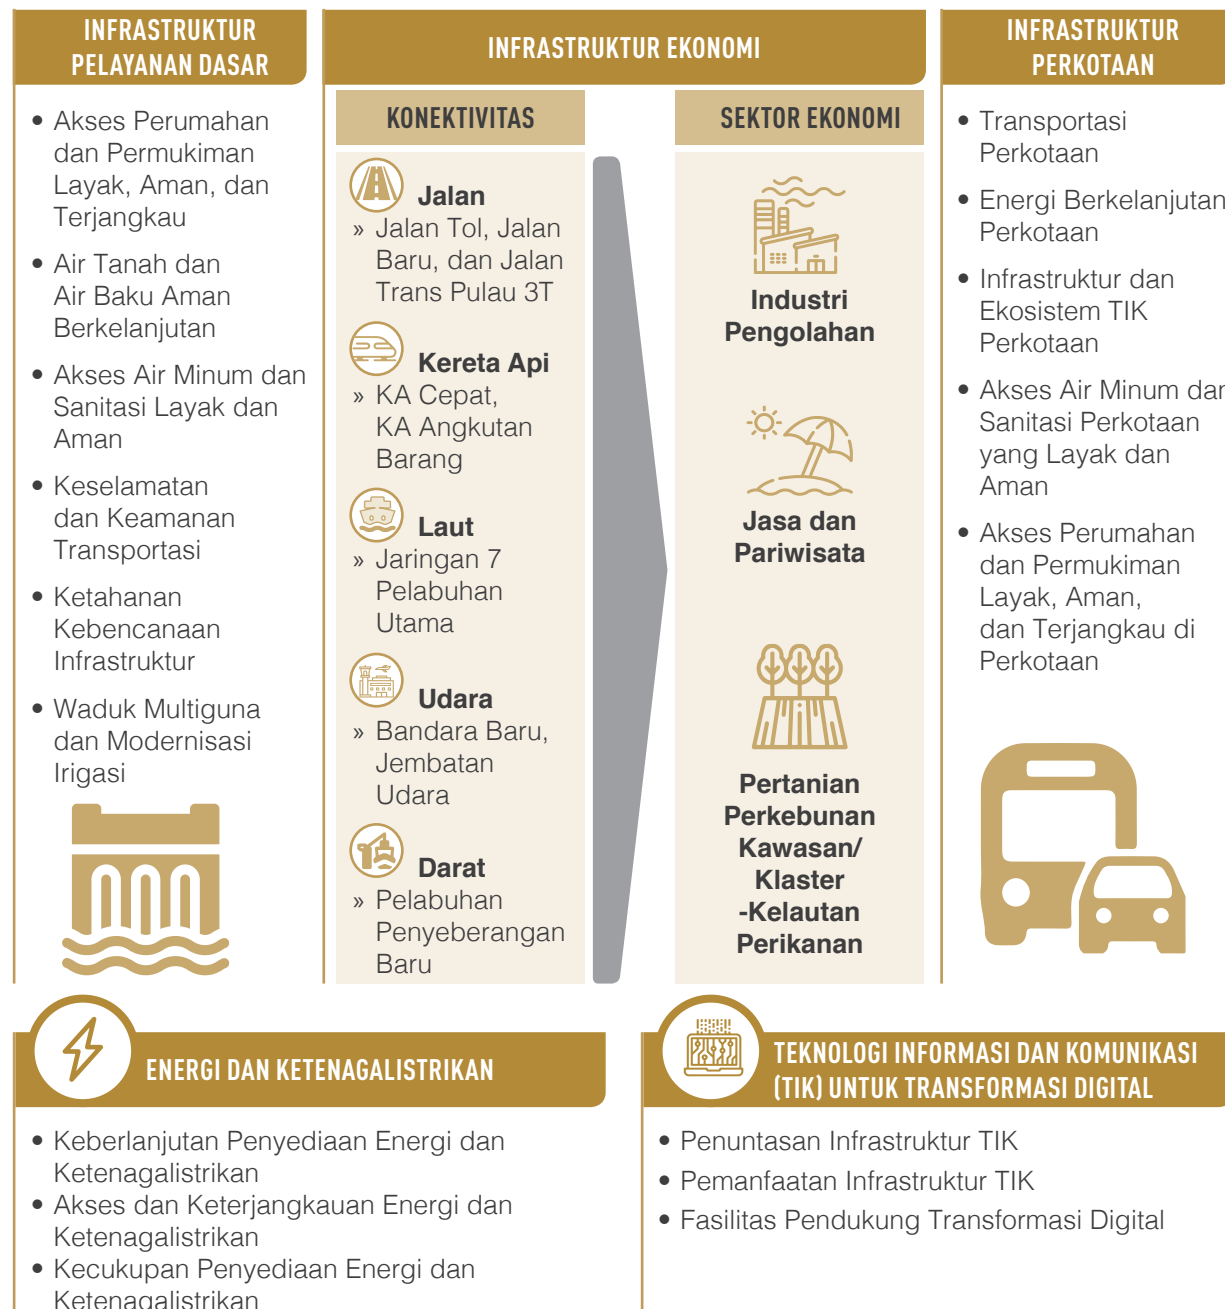 INFRASTRUKTUR
PELAYANAN DASAR
• Akses Perumahan
dan Permukiman
Layak, Aman, dan
Terjangkau
• Air Tanah dan
Air Baku Aman
Berkelanjutan
• Akses Air Minum dan
Sanitasi Layak dan
Aman
• Keselamatan
dan Keamanan
Transportasi
• Ketahanan
Kebencanaan
Infrastruktur
• Waduk Multiguna
dan Modernisasi
Irigasi
INFRASTRUKTUR EKONOMI
KONEKTIVITAS
Jalan
» Jalan Tol, Jalan
Baru, dan Jalan
Trans Pulau 3T
Kereta Api
» KA Cepat,
KA Angkutan
Barang
Laut
» Jaringan 7
Pelabuhan
Utama
Udara
» Bandara Baru,
Jembatan
Udara
Darat
» Pelabuhan
Penyeberangan
Baru
SEKTOR EKONOMI
Industri
Pengolahan
Jasa dan
Pariwisata
Pertanian
Perkebunan
Kawasan/
Klaster
-Kelautan
Perikanan
INFRASTRUKTUR
PERKOTAAN
• Transportasi
Perkotaan
• Energi Berkelanjutan
Perkotaan
• Infrastruktur dan
Ekosistem TIK
Perkotaan
• Akses Air Minum dan
Sanitasi Perkotaan
yang Layak dan
Aman
• Akses Perumahan
dan Permukiman
Layak, Aman,
dan Terjangkau di
Perkotaan
ENERGI DAN KETENAGALISTRIKAN
• Keberlanjutan Penyediaan Energi dan
Ketenagalistrikan
• Akses dan Keterjangkauan Energi dan
Ketenagalistrikan
• Kecukupan Penyediaan Energi dan
Ketenagalistrikan
TEKNOLOGI INFORMASI DAN KOMUNIKASI
(TIK) UNTUK TRANSFORMASI DIGITAL
• Penuntasan Infrastruktur TIK
• Pemanfaatan Infrastruktur TIK
• Fasilitas Pendukung Transformasi Digital